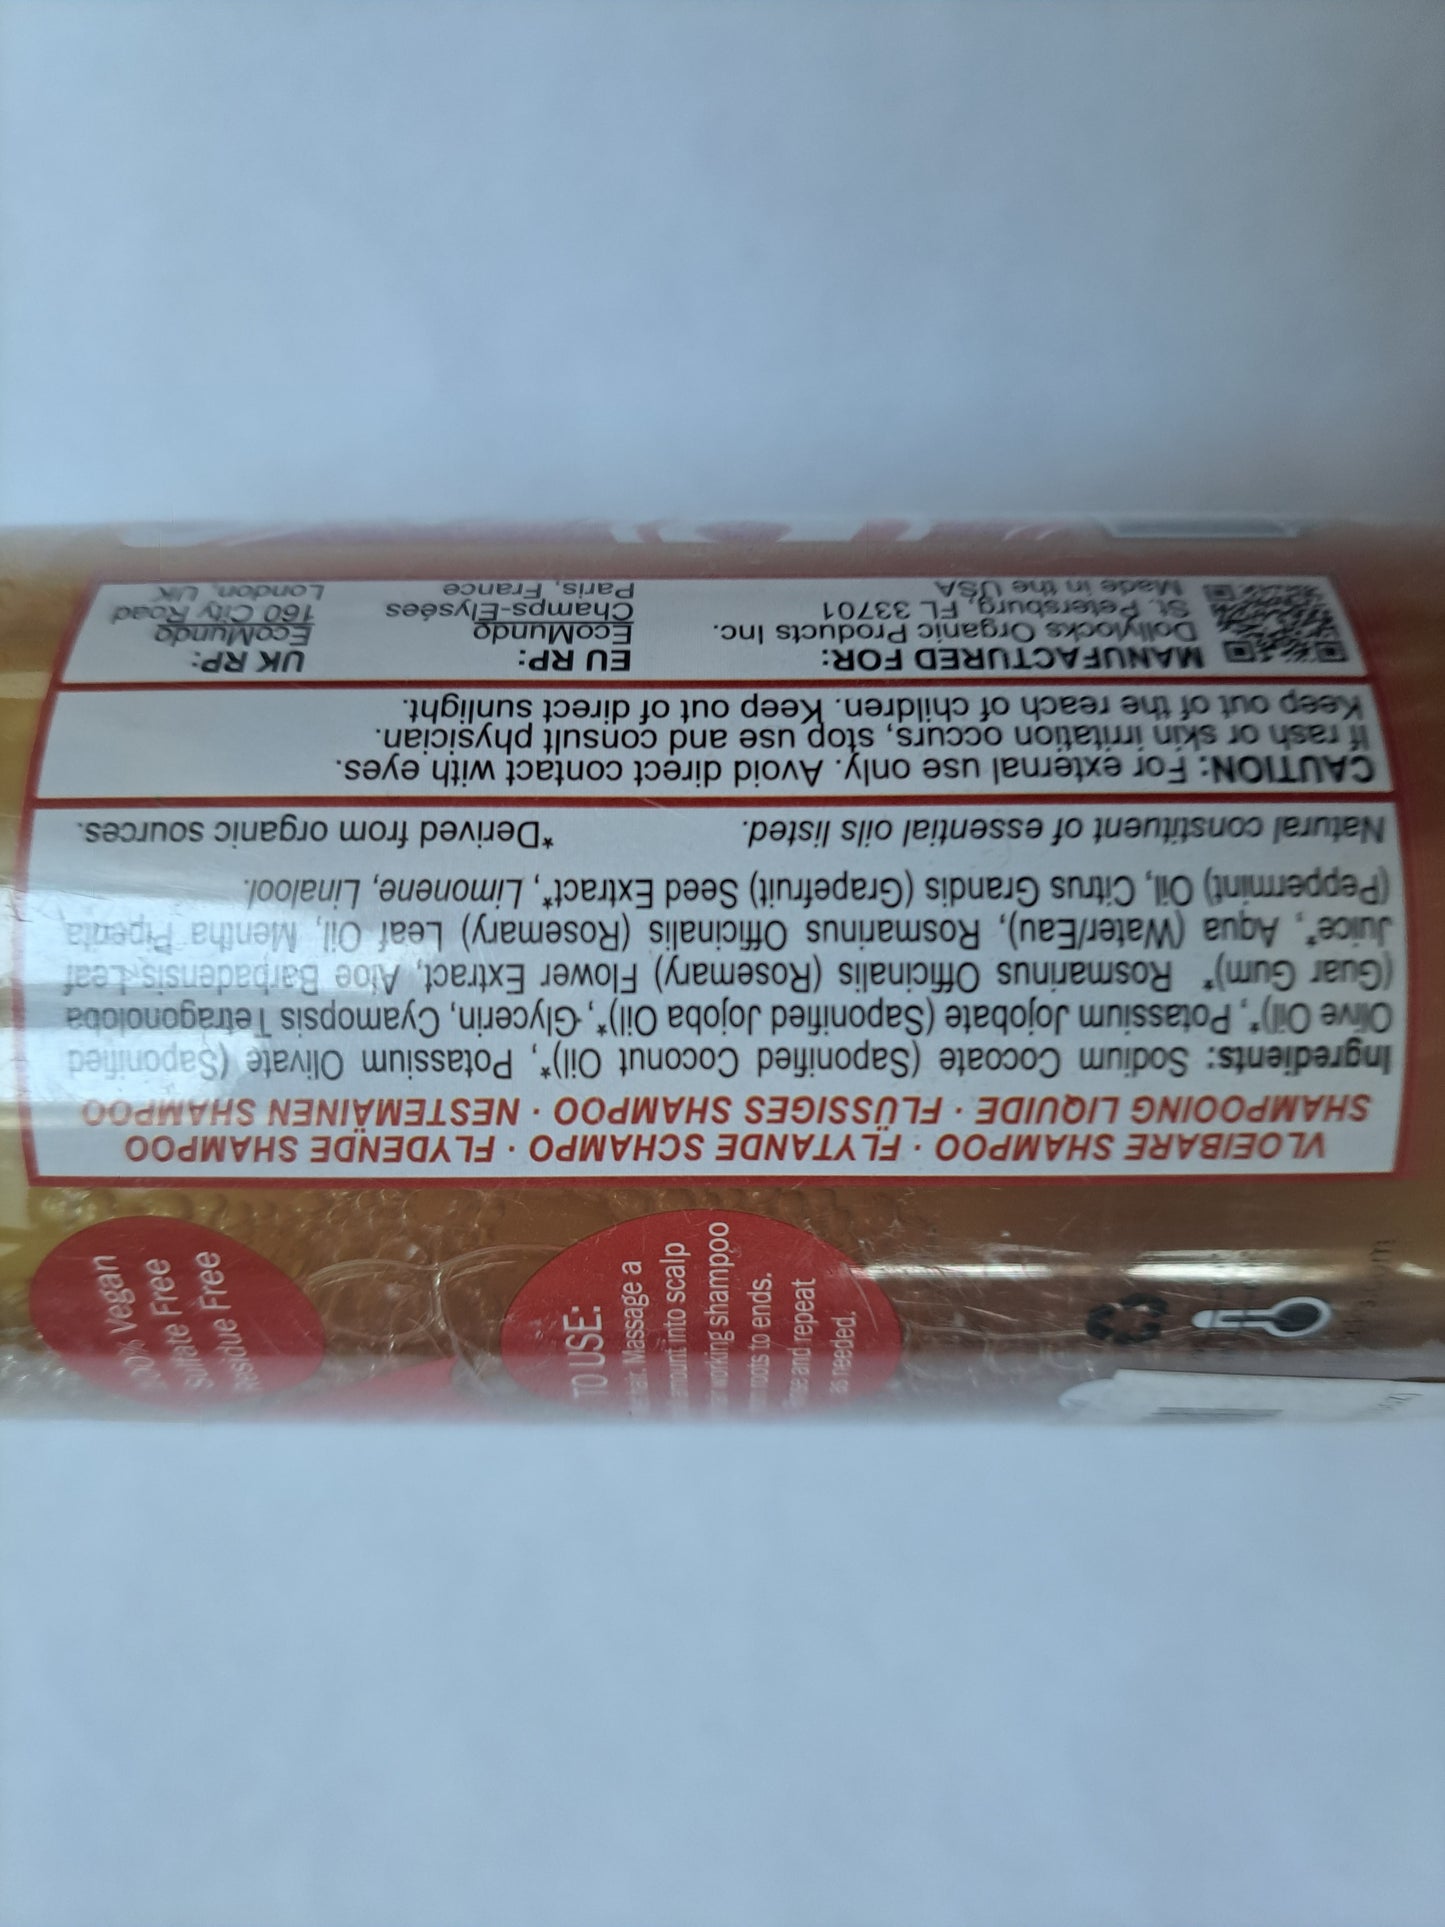 VLOEIBARE SHAMPOO · FLYTANDE SCHAMPO · FLYDENDE SHAMPOO
SHAMPOOING LIQUIDE · FLÜSSIGES SHAMPOO · NESTEMÄINEN SHAMPOO
Ingredients: Sodium Cocoate (Saponified Coconut Oil)*, Potassium Olivate (Saponified
Olive Oil)*, Potassium Jojobate (Saponified Jojoba Oil)*, Glycerin, Cyamopsis Tetragonoloba
(Guar Gum)* Rosmarinus Officinalis (Rosemary) Flower Extract, Aloe Barbadensis Leaf
Juice*, Aqua (Water/Eau), Rosmarinus Officinalis (Rosemary) Leaf Oil, Mentha Piperita
(Peppermint) Oil, Citrus Grandis (Grapefruit) Seed Extract*, Limonene, Linalool.
Natural constituent of essential oils listed. *Derived from organic sources.
CAUTION: For external use only. Avoid direct contact with eyes.
If rash or skin irritation occurs, stop use and consult physician.
Keep out of the reach of children. Keep out of direct sunlight.
MANUFACTURED FOR:
Dollylocks Organic Products Inc.
St. Petersburg, FL 33701
Made in the USA
EU RP:
EcoMundo
Champs-Elysées
Paris, France
UK RP:
EcoMundo
160 City Road
London, UK
TO USE:
hair. Massage a
amount into scalp
working shampoo
roots to ends.
and repeat
as needed.
Vegan
Sulfate Free
Residue Free